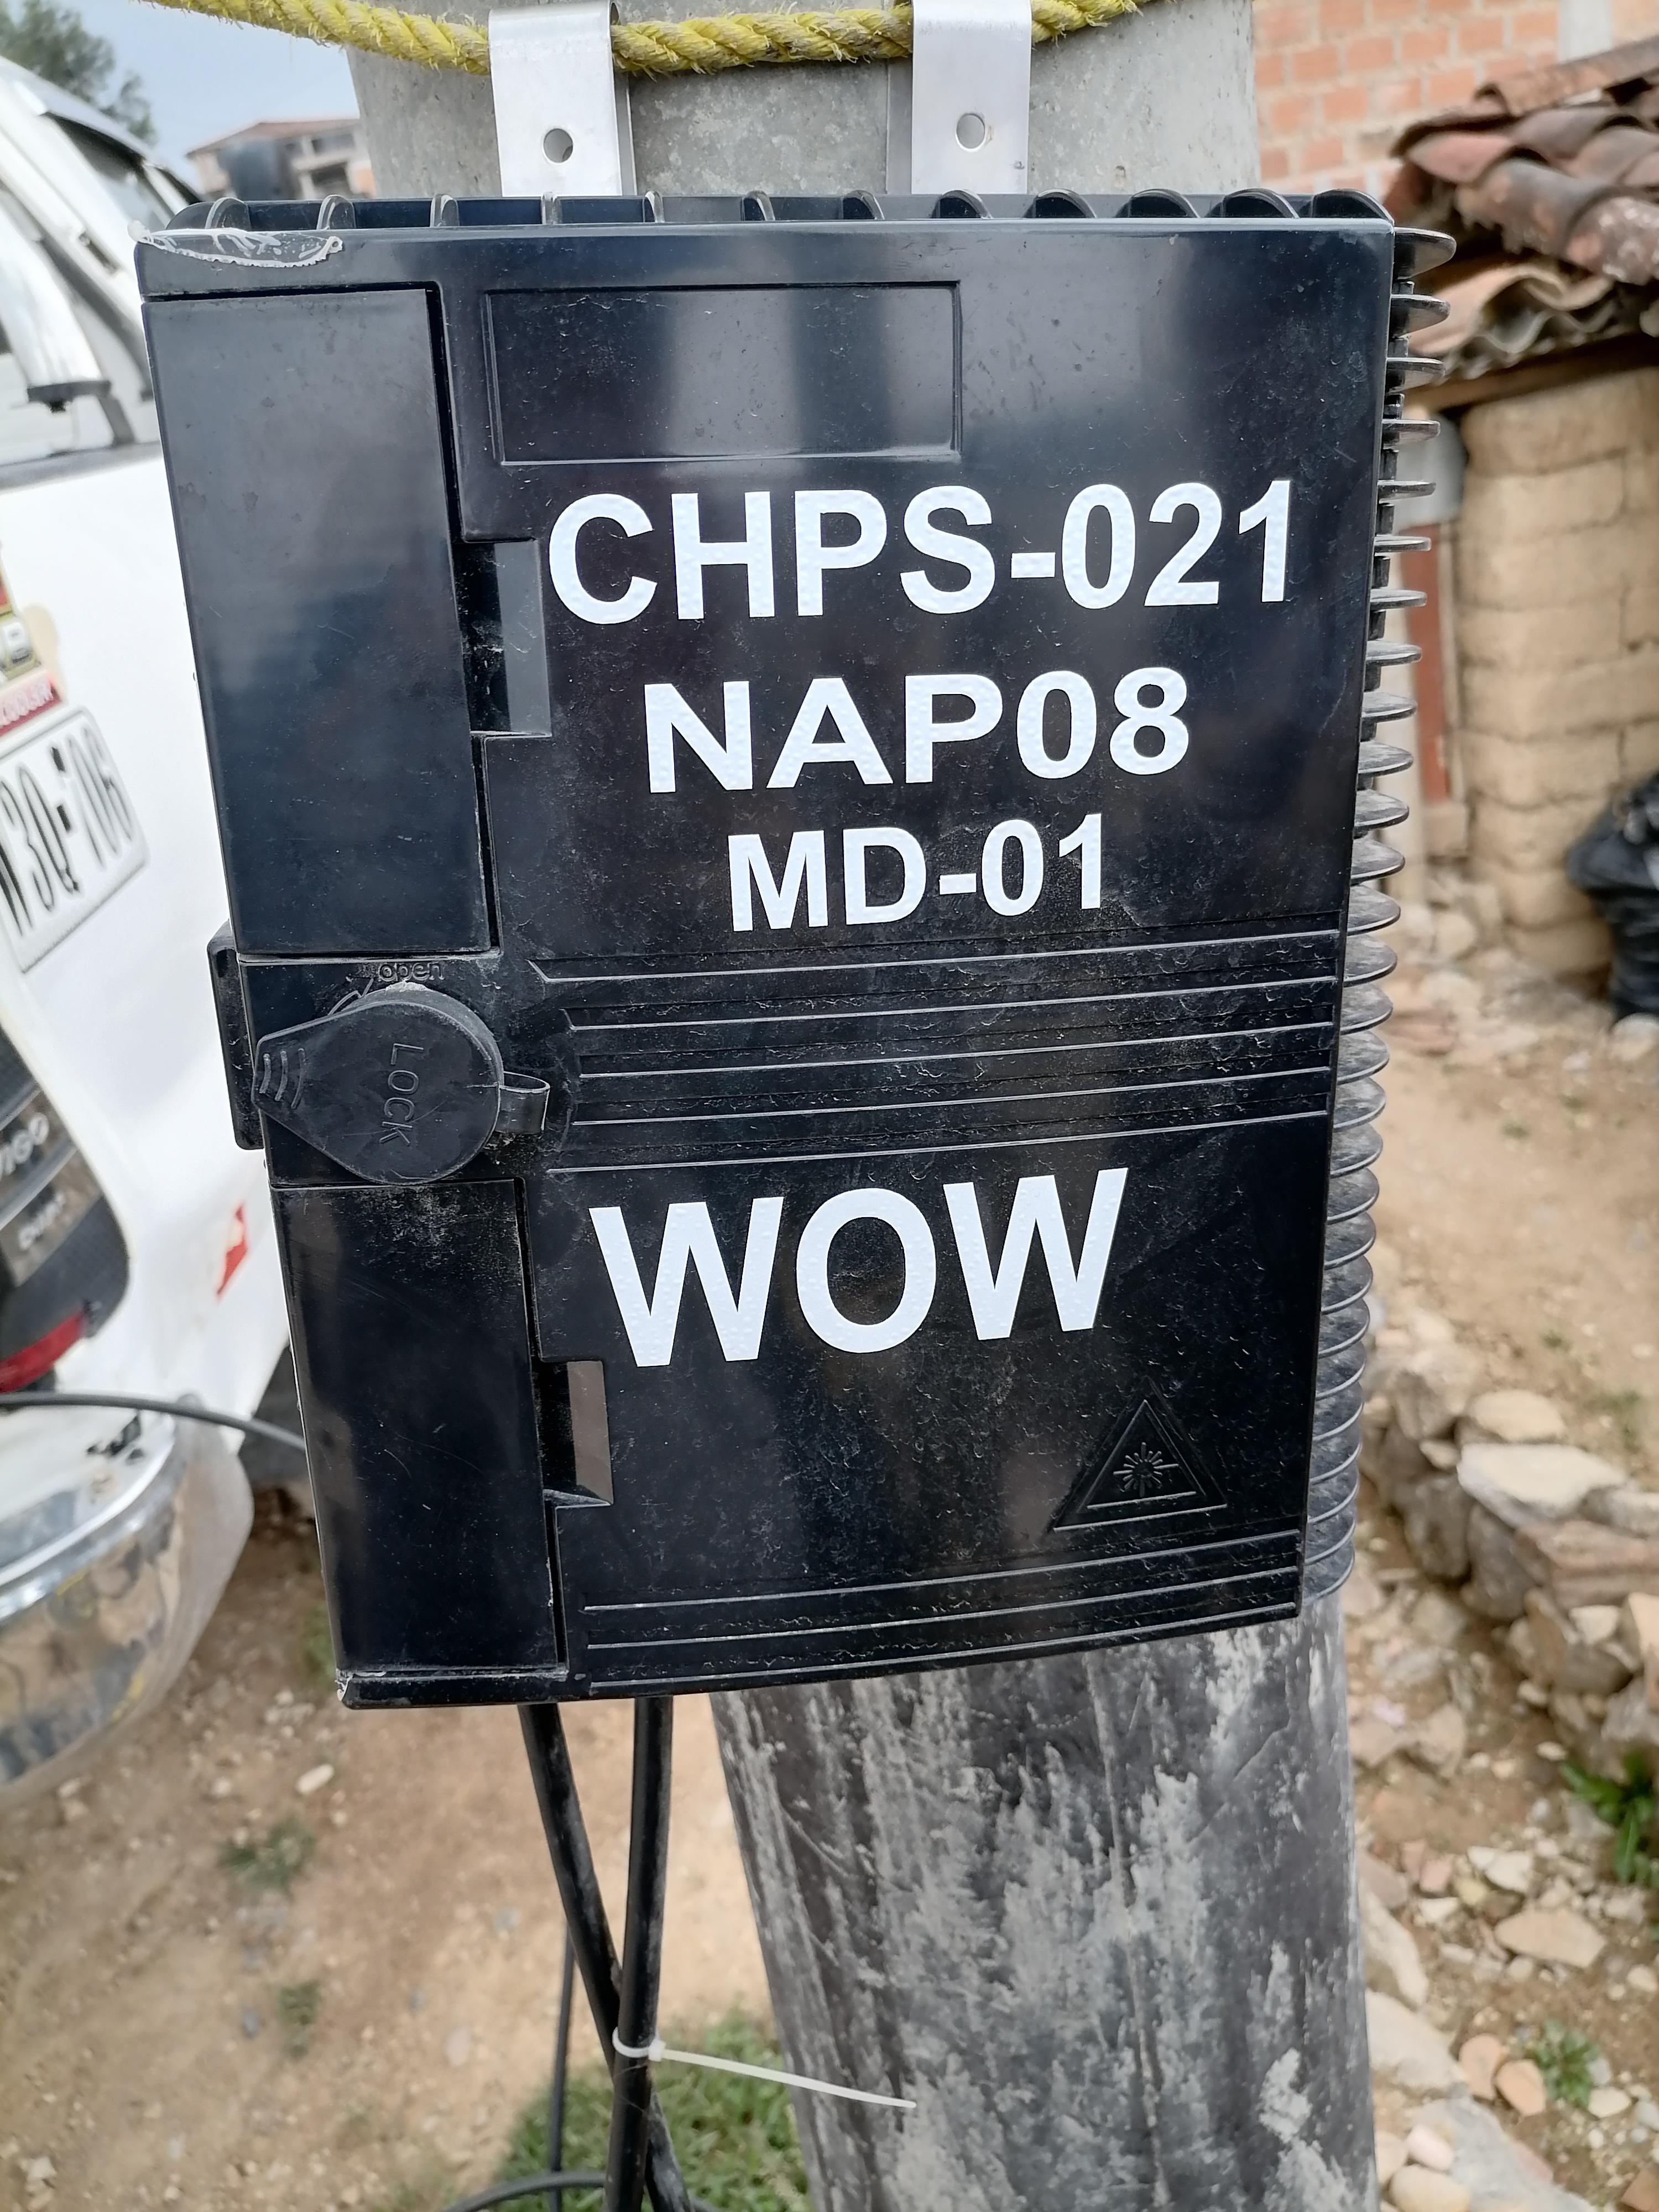 CHPS-021
NAP08
MD-01
open
LOCK
WOW